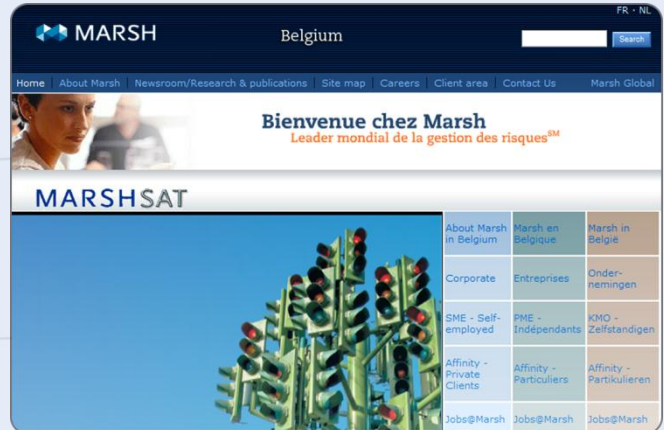 FR · NL
MARSH
Belgium
Search
Home | About Marsh | Newsroom/Research & publications | Site map | Careers | Client area | Contact Us
Marsh Global
Bienvenue chez Marsh
Leader mondial de la gestion des risquesSM
MARSHSAT
About Marsh in Belgium
Marsh en Belgique
Marsh in België
Corporate
Entreprises
Onder-
nemingen
SME - Self-
employed
PME -
Indépendants
KMO -
Zelfstandigen
Affinity -
Private
Clients
Affinity -
Particuliers
Affinity -
Partikulieren
Jobs@Marsh
Jobs@Marsh
Jobs@Marsh